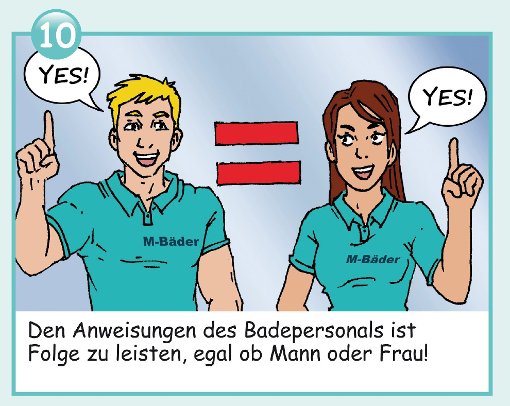 10
YES!
YES!
M-Bäder
M-Bäder
Den Anweisungen des Badepersonals ist
Folge zu leisten, egal ob Mann oder Frau!